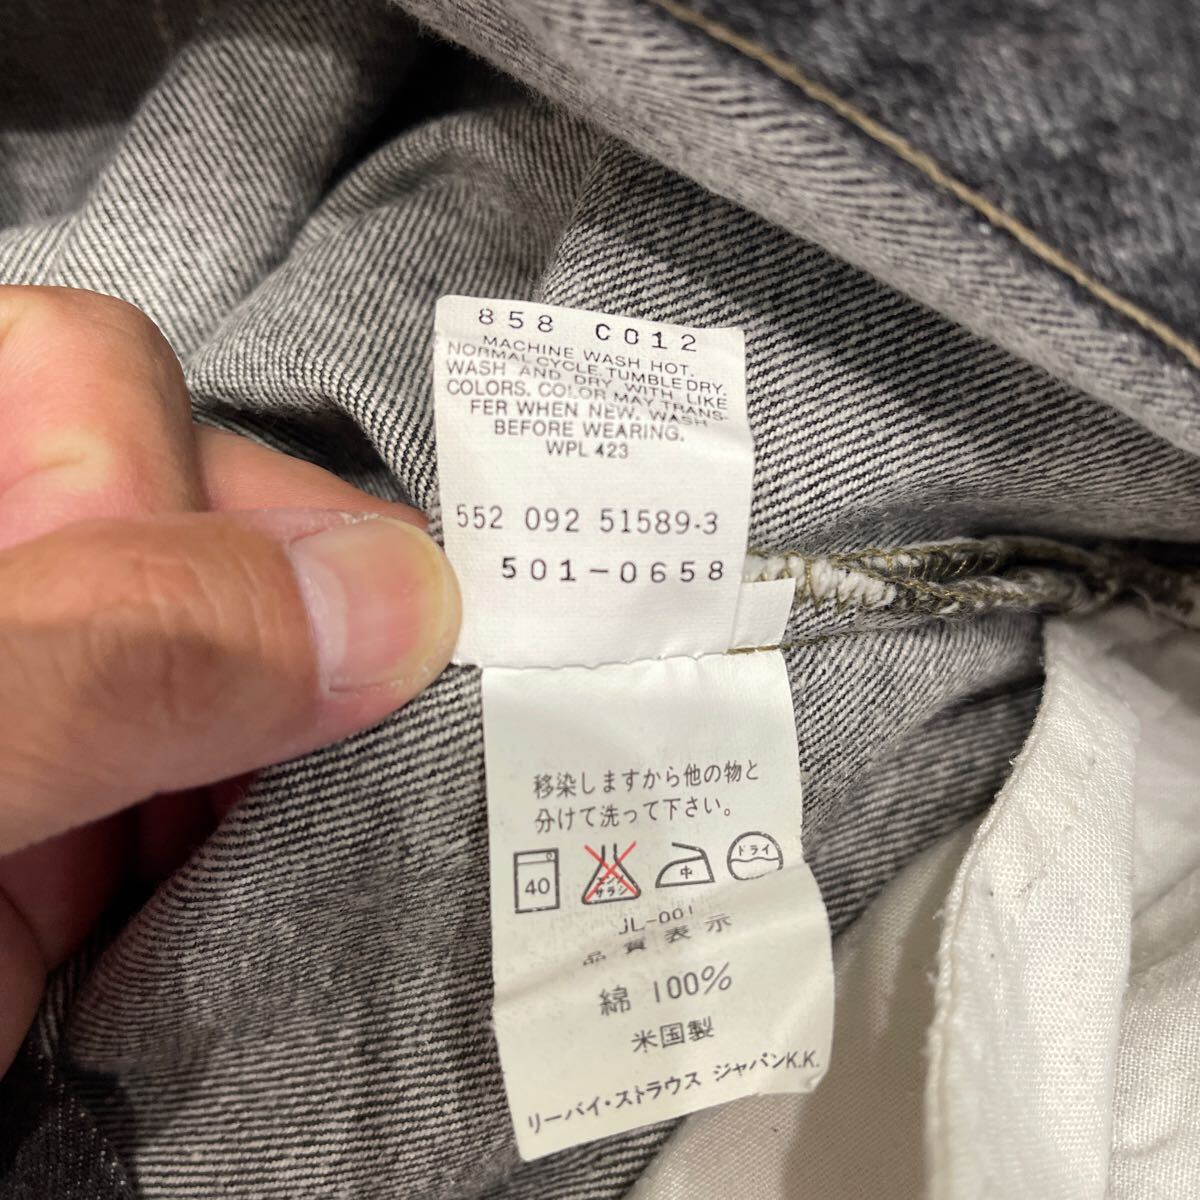 858 C012
MACHINE WASH HOT.
NORMAL CYCLE, TUMBLE DRY.
WASH AND DRY WITH LIKE
COLORS. COLOR MAY TRANS-
FER WHEN NEW. WASH
BEFORE WEARING.
WPL 423
552 092 51589-3
501-0658
移染しますから他の物と
分けて洗って下さい。
40
エンソ
サラシ
中
ドライ
JL-001
品質表示
綿 100%
米国製
リーバイ・ストラウス ジャパンK.K.